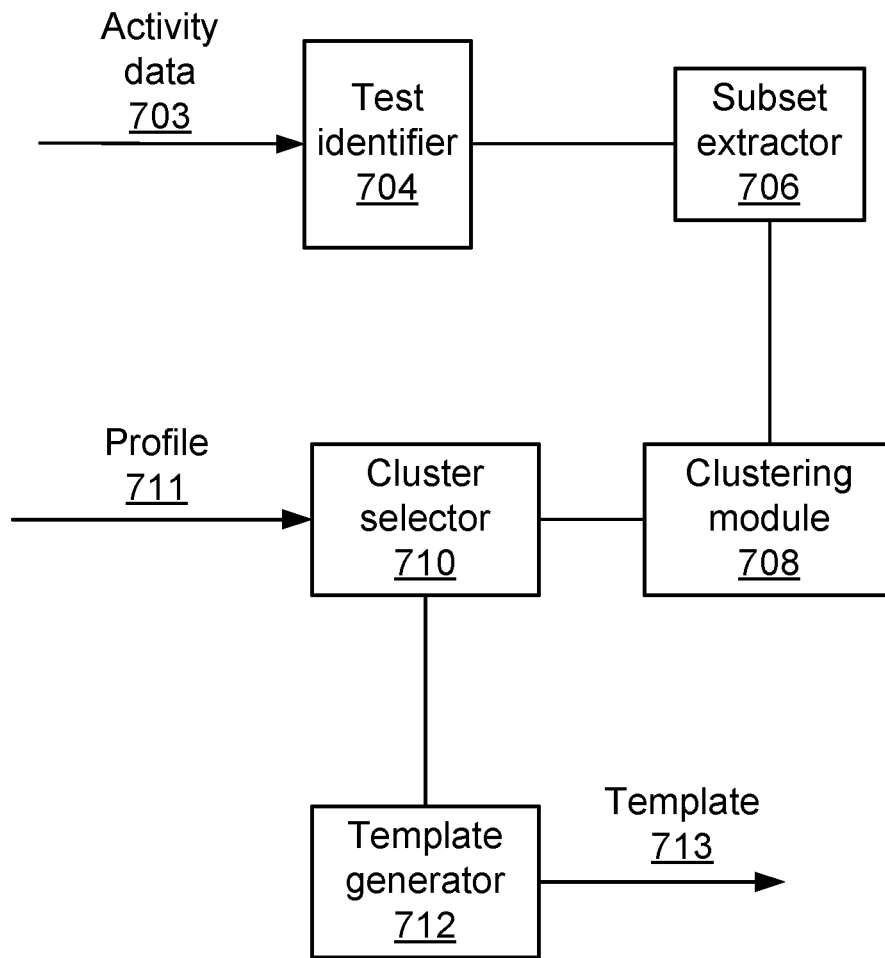 Activity
data
703
Test
identifier
704
Subset
extractor
706
Profile
711
Cluster
selector
710
Clustering
module
708
Template
generator
712
Template
713